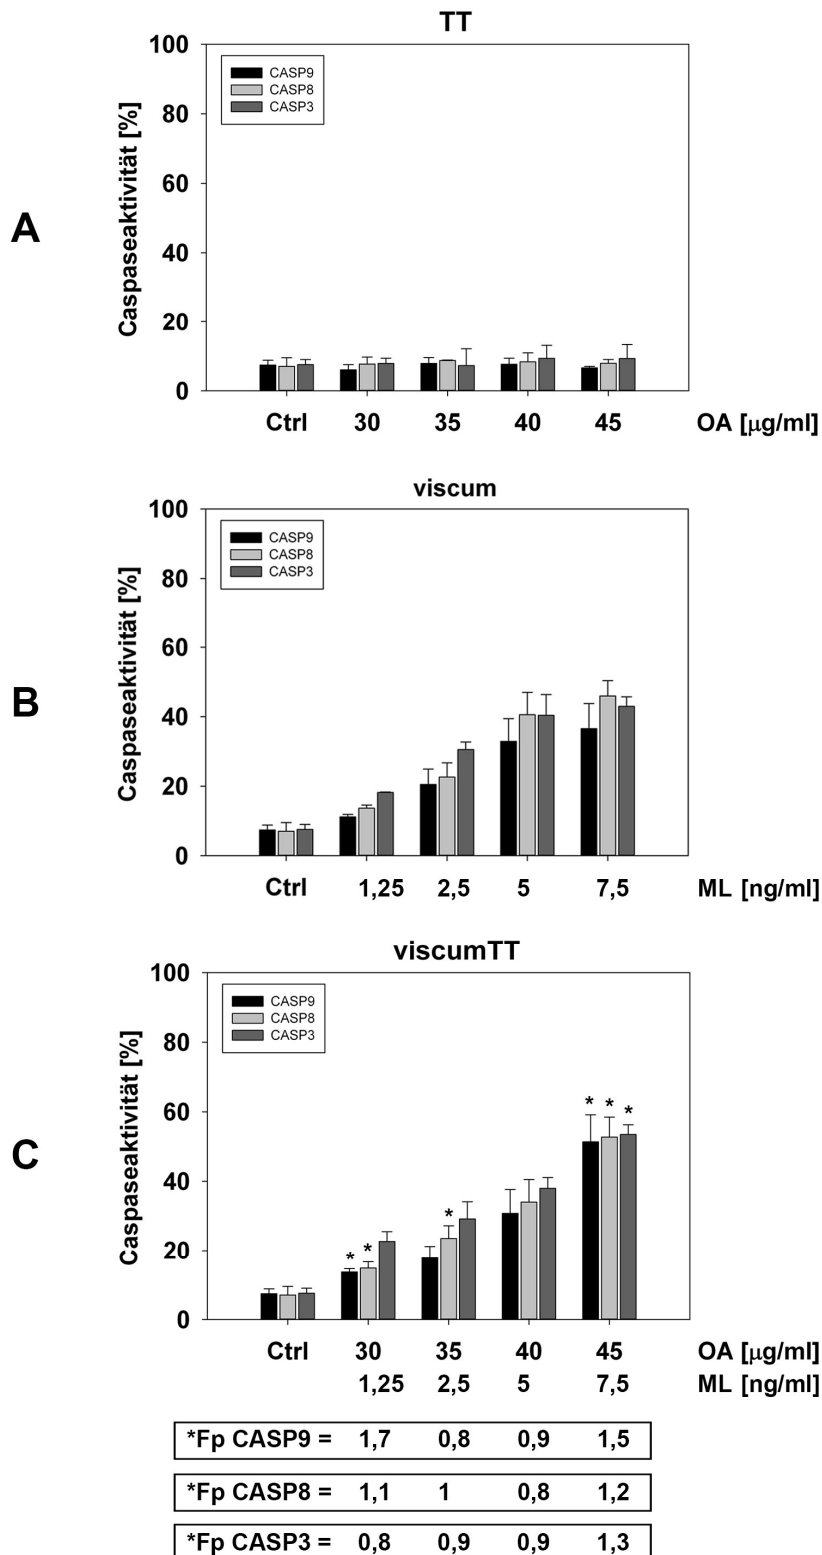 TT
A
Caspaseaktivität [%]
100
80
60
40
20
0
CASP9
CASP8
CASP3
Ctrl 30 35 40 45 OA [µg/ml]
viscum
B
Caspaseaktivität [%]
100
80
60
40
20
0
CASP9
CASP8
CASP3
Ctrl 1,25 2,5 5 7,5 ML [ng/ml]
viscumTT
C
Caspaseaktivität [%]
100
80
60
40
20
0
CASP9
CASP8
CASP3
* * * * * *
Ctrl 30 35 40 45 OA [µg/ml]
1,25 2,5 5 7,5 ML [ng/ml]
*Fp CASP9 = 1,7 0,8 0,9 1,5
*Fp CASP8 = 1,1 1 0,8 1,2
*Fp CASP3 = 0,8 0,9 0,9 1,3